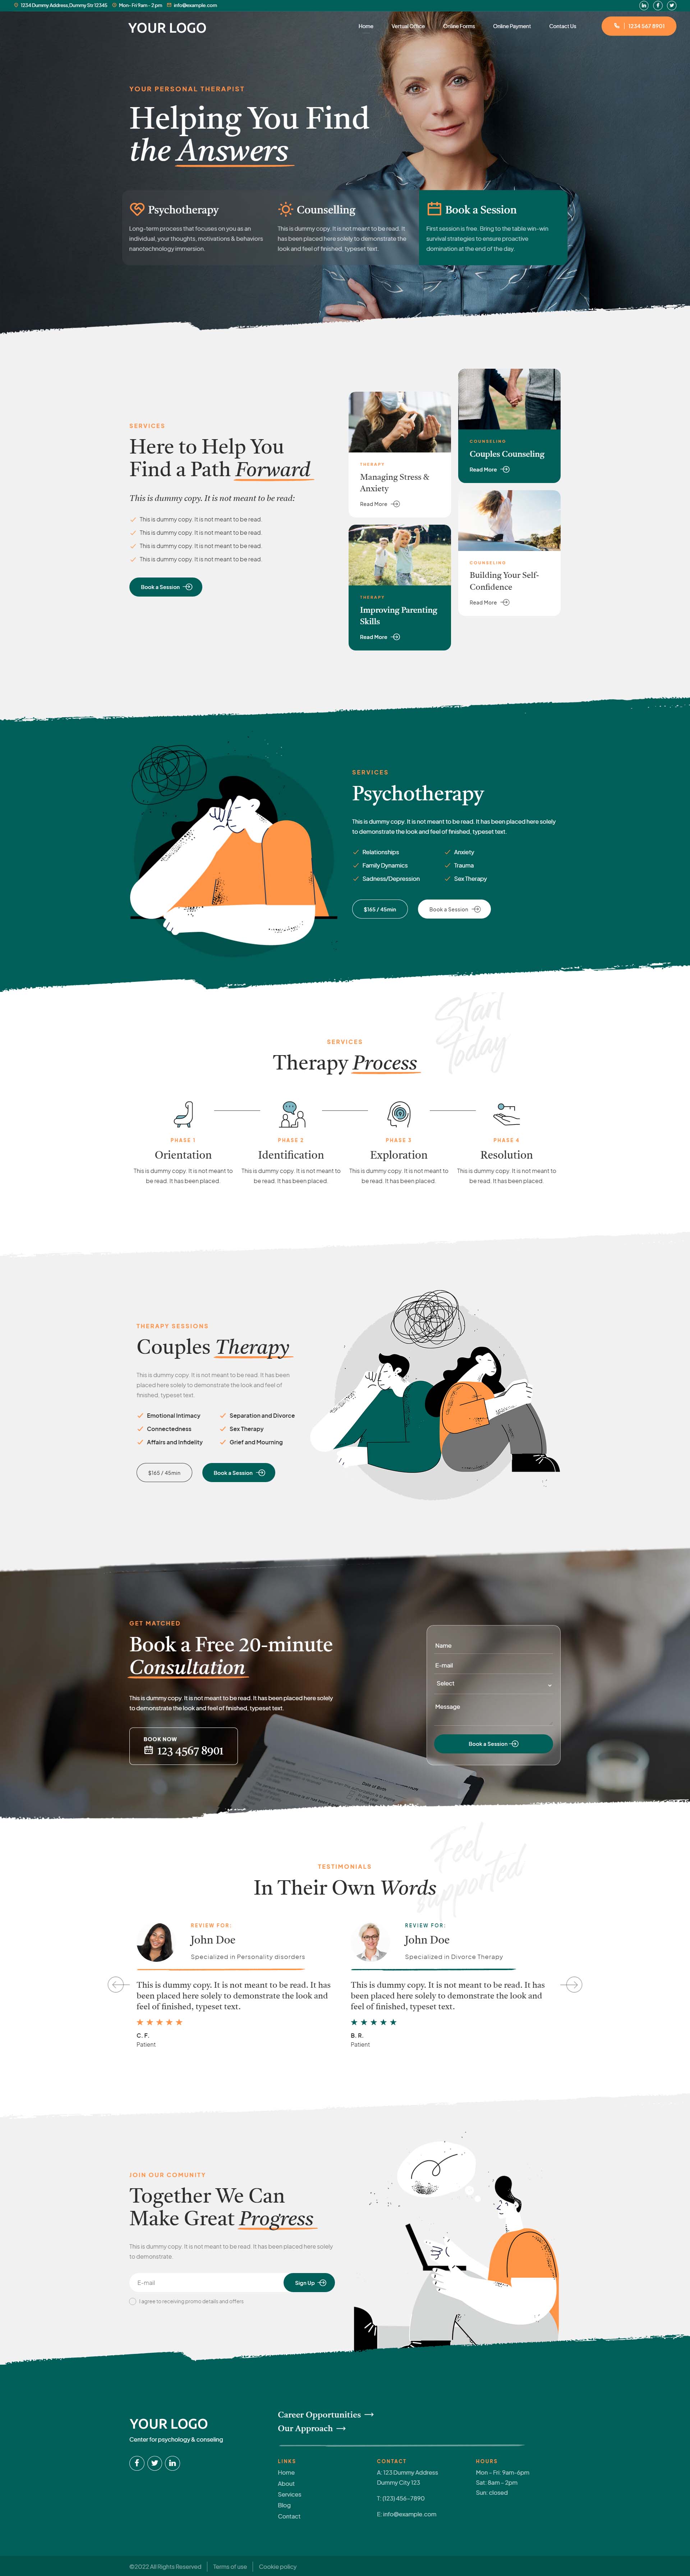 1234 Dummy Address,Dummy Str 12345
Mon- Fri 9am - 2 pm
info@example.com
YOUR LOGO
Home
Vertual Office
Online Forms
Online Payment
Contact Us
1234 567 8901
YOUR PERSONAL THERAPIST
Helping You Find
the Answers
Psychotherapy
Long-term process that focuses on you as an
individual, your thoughts, motivations & behaviors
nanotechnology immersion.
Counselling
This is dummy copy. It is not meant to be read. It
has been placed here solely to demonstrate the
look and feel of finished, typeset text.
Book a Session
First session is free. Bring to the table win-win
survival strategies to ensure proactive
domination at the end of the day.
SERVICES
Here to Help You
Find a Path Forward
This is dummy copy. It is not meant to be read:
This is dummy copy. It is not meant to be read.
This is dummy copy. It is not meant to be read.
This is dummy copy. It is not meant to be read.
This is dummy copy. It is not meant to be read.
Book a Session
THERAPY
Managing Stress &
Anxiety
Read More
THERAPY
Improving Parenting
Skills
Read More
COUNSELING
Couples Counseling
Read More
COUNSELING
Building Your Self-
Confidence
Read More
SERVICES
Psychotherapy
This is dummy copy. It is not meant to be read. It has been placed here solely
to demonstrate the look and feel of finished, typeset text.
Relationships
Family Dynamics
Sadness/Depression
Anxiety
Trauma
Sex Therapy
$165 / 45min
Book a Session
Start
today
SERVICES
Therapy Process
PHASE 1
Orientation
This is dummy copy. It is not meant to
be read. It has been placed.
PHASE 2
Identification
This is dummy copy. It is not meant to
be read. It has been placed.
PHASE 3
Exploration
This is dummy copy. It is not meant to
be read. It has been placed.
PHASE 4
Resolution
This is dummy copy. It is not meant to
be read. It has been placed.
THERAPY SESSIONS
Couples Therapy
This is dummy copy. It is not meant to be read. It has been
placed here solely to demonstrate the look and feel of
finished, typeset text.
Emotional Intimacy
Connectedness
Affairs and Infidelity
Separation and Divorce
Sex Therapy
Grief and Mourning
$165 / 45min
Book a Session
GET MATCHED
Book a Free 20-minute
Consultation
This is dummy copy. It is not meant to be read. It has been placed here solely
to demonstrate the look and feel of finished, typeset text.
BOOK NOW
123 4567 8901
Name
E-mail
Select
Message
Book a Session
Date of Birth
Feel
supported
TESTIMONIALS
In Their Own Words
REVIEW FOR:
John Doe
Specialized in Personality disorders
This is dummy copy. It is not meant to be read. It has
been placed here solely to demonstrate the look and
feel of finished, typeset text.
C. F.
Patient
REVIEW FOR:
John Doe
Specialized in Divorce Therapy
This is dummy copy. It is not meant to be read. It has
been placed here solely to demonstrate the look and
feel of finished, typeset text.
B. R.
Patient
JOIN OUR COMUNITY
Together We Can
Make Great Progress
This is dummy copy. It is not meant to be read. It has been placed here solely
to demonstrate.
E-mail
Sign Up
I agree to receiving promo details and offers
YOUR LOGO
Center for psychology & conseling
Career Opportunities
Our Approach
LINKS
Home
About
Services
Blog
Contact
CONTACT
A: 123 Dummy Address
Dummy City 123
T: (123) 456-7890
E: info@example.com
HOURS
Mon - Fri: 9am-6pm
Sat: 8am - 2pm
Sun: closed
©2022 All Rights Reserved
Terms of use
Cookie policy